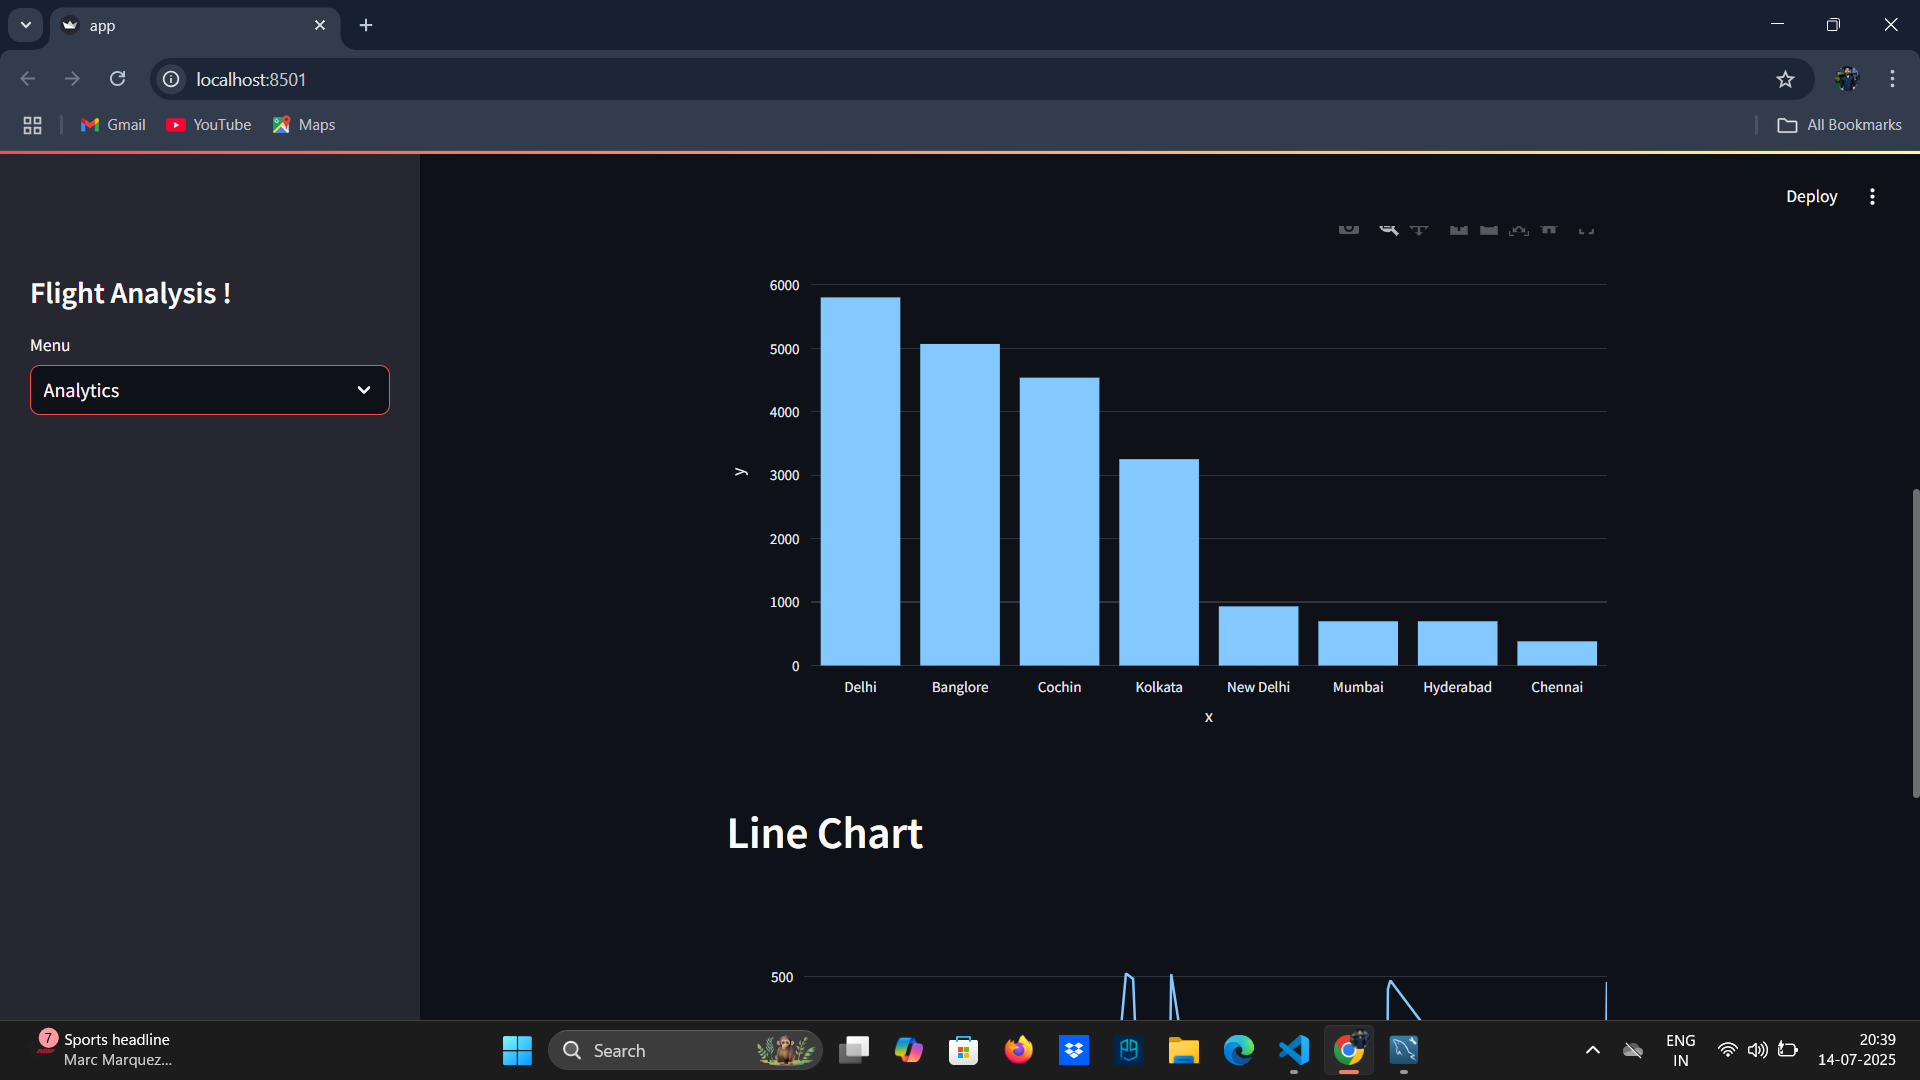 app
localhost:8501
Gmail
YouTube
Maps
All Bookmarks
Deploy
Flight Analysis !
Menu
Analytics
6000
5000
4000
3000
2000
1000
0
y
Delhi
Banglore
Cochin
Kolkata
New Delhi
Mumbai
Hyderabad
Chennai
x
Line Chart
500
7
Sports headline
Marc Marquez...
Search
ENG
IN
20:39
14-07-2025